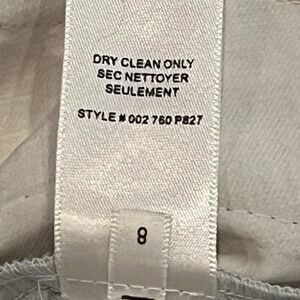 DRY CLEAN ONLY
SEC NETTOYER
SEULEMENT
STYLE # 002 760 P827
8